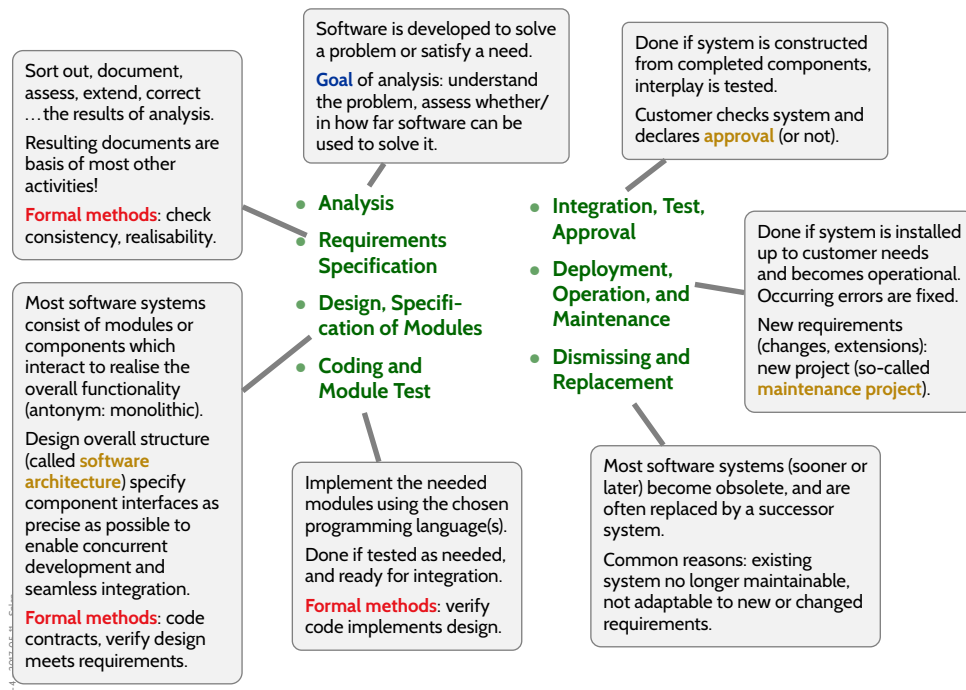 Software is developed to solve
a problem or satisfy a need.
Goal of analysis: understand
the problem, assess whether/
in how far software can be
used to solve it.
Done if system is constructed
from completed components,
interplay is tested.
Customer checks system and
declares approval (or not).
Sort out, document,
assess, extend, correct
...the results of analysis.
Resulting documents are
basis of most other
activities!
Formal methods: check
consistency, realisability.
• Analysis
• Requirements
Specification
• Design, Specifi-
cation of Modules
• Coding and
Module Test
• Integration, Test,
Approval
• Deployment,
Operation, and
Maintenance
• Dismissing and
Replacement
Done if system is installed
up to customer needs
and becomes operational.
Occurring errors are fixed.
New requirements
(changes, extensions):
new project (so-called
maintenance project).
Most software systems
consist of modules or
components which
interact to realise the
overall functionality
(antonym: monolithic).
Design overall structure
(called software
architecture) specify
component interfaces as
precise as possible to
enable concurrent
development and
seamless integration.
Formal methods: code
contracts, verify design
meets requirements.
Implement the needed
modules using the chosen
programming language(s).
Done if tested as needed,
and ready for integration.
Formal methods: verify
code implements design.
Most software systems (sooner or
later) become obsolete, and are
often replaced by a successor
system.
Common reasons: existing
system no longer maintainable,
not adaptable to new or changed
requirements.